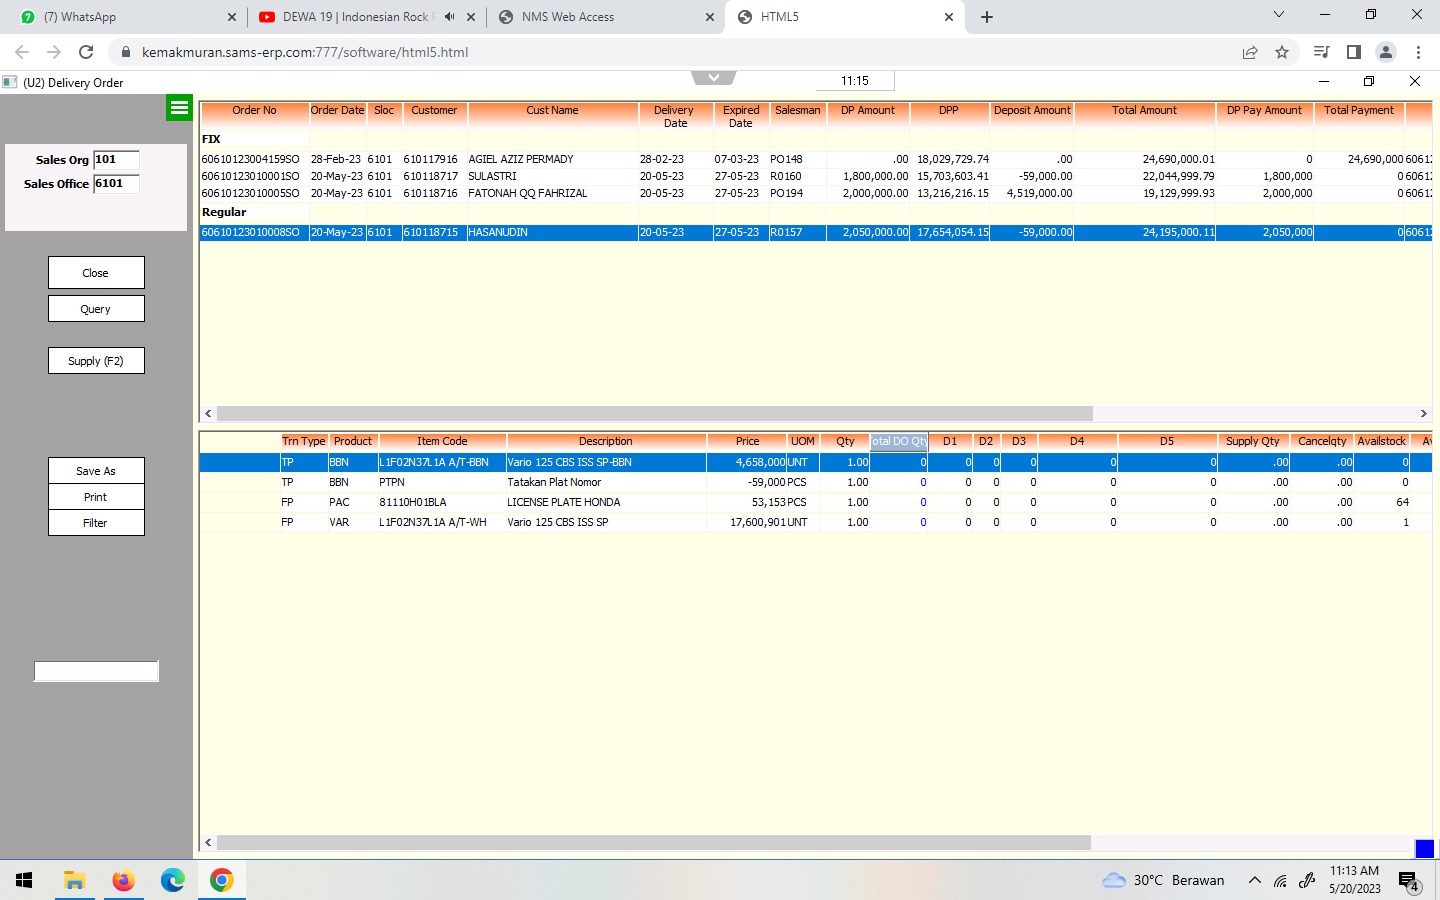 (7) WhatsApp
DEWA 19 | Indonesian Rock
NMS Web Access
HTML5
kemakmuran.sams-erp.com:777/software/html5.html
(U2) Delivery Order
11:15
Sales Org 101
Sales Office 6101
Close
Query
Supply (F2)
Save As
Print
Filter
Order No Order Date Sloc Customer Cust Name Delivery Date Expired Date Salesman DP Amount DPP Deposit Amount Total Amount DP Pay Amount Total Payment
FIX
60610123004159SO 28-Feb-23 6101 610117916 AGIEL AZIZ PERMADY 28-02-23 07-03-23 PO148 .00 18,029,729.74 .00 24,690,000.01 0 24,690,000 6061
60610123010001SO 20-May-23 6101 610118717 SULASTRI 20-05-23 27-05-23 R0160 1,800,000.00 15,703,603.41 -59,000.00 22,044,999.79 1,800,000 0 6061
60610123010005SO 20-May-23 6101 610118716 FATONAH QQ FAHRIZAL 20-05-23 27-05-23 PO194 2,000,000.00 13,216,216.15 4,519,000.00 19,129,999.93 2,000,000 0 6061
Regular
60610123010008SO 20-May-23 6101 610118715 HASANUDIN 20-05-23 27-05-23 R0157 2,050,000.00 17,654,054.15 -59,000.00 24,195,000.11 2,050,000 0 6061
Trn Type Product Item Code Description Price UOM Qty otal DO Qty D1 D2 D3 D4 D5 Supply Qty Cancelqty Availstock
TP BBN L1F02N37L1A A/T-BBN Vario 125 CBS ISS SP-BBN 4,658,000 UNT 1.00 0 0 0 0 0 0 .00 .00 0
TP BBN PTPN Tatakan Plat Nomor -59,000 PCS 1.00 0 0 0 0 0 0 .00 .00 0
FP PAC 81110H01BLA LICENSE PLATE HONDA 53,153 PCS 1.00 0 0 0 0 0 0 .00 .00 64
FP VAR L1F02N37L1A A/T-WH Vario 125 CBS ISS SP 17,600,901 UNT 1.00 0 0 0 0 0 0 .00 .00 1
30°C Berawan
11:13 AM
5/20/2023
4